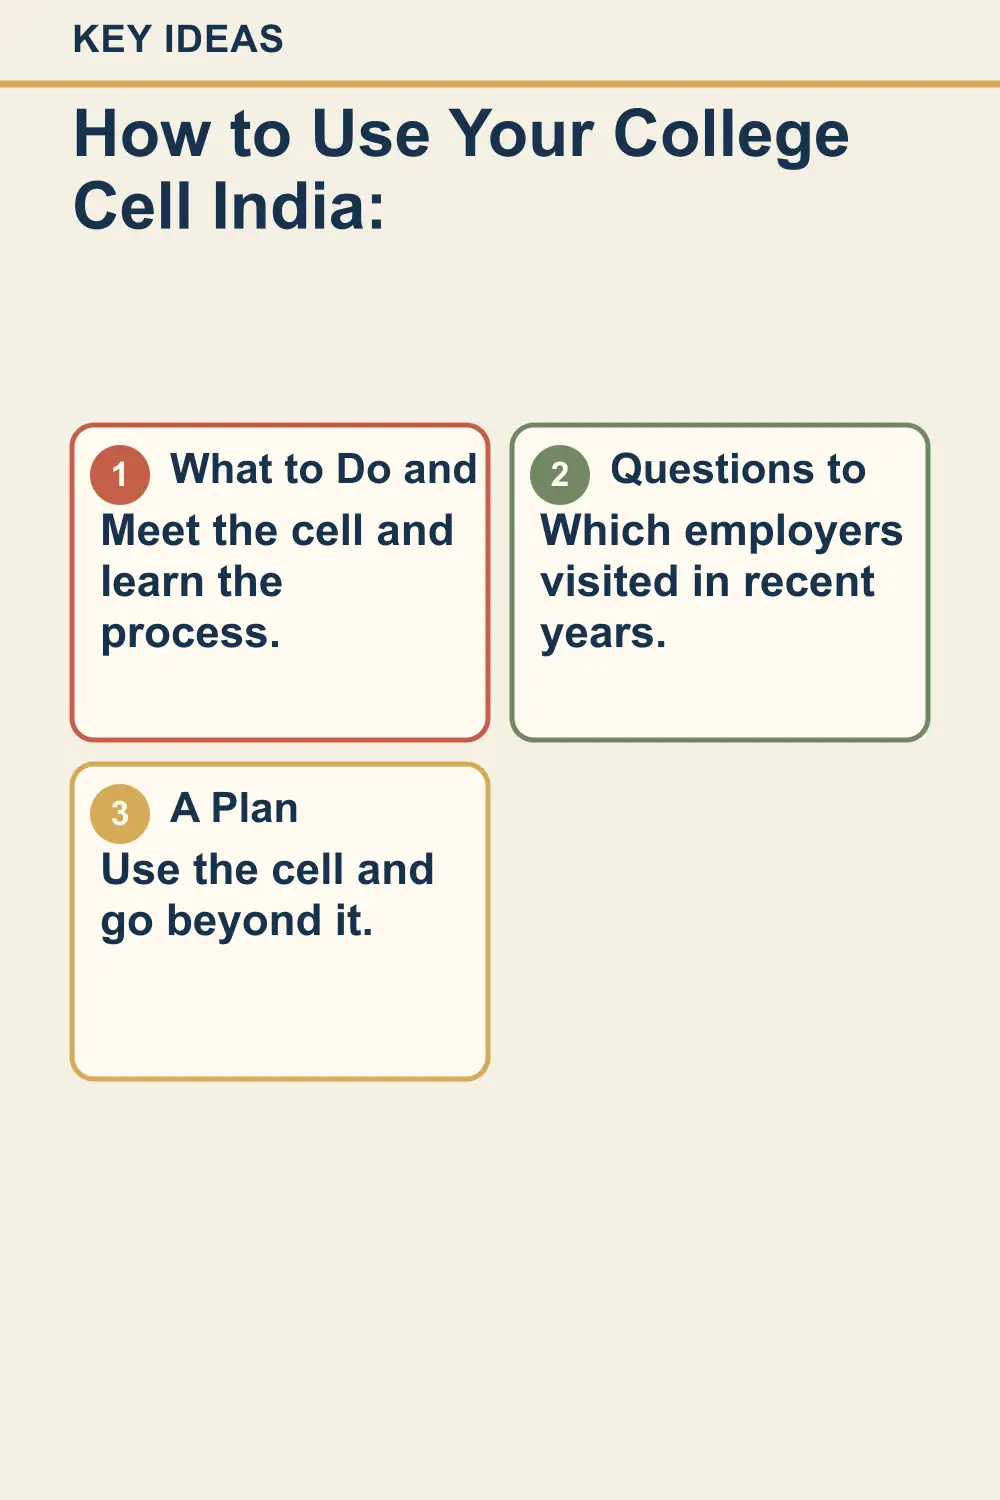 KEY IDEAS
How to Use Your College
Cell India:
1 What to Do and
Meet the cell and
learn the
process.
2 Questions to
Which employers
visited in recent
years.
3 A Plan
Use the cell and
go beyond it.